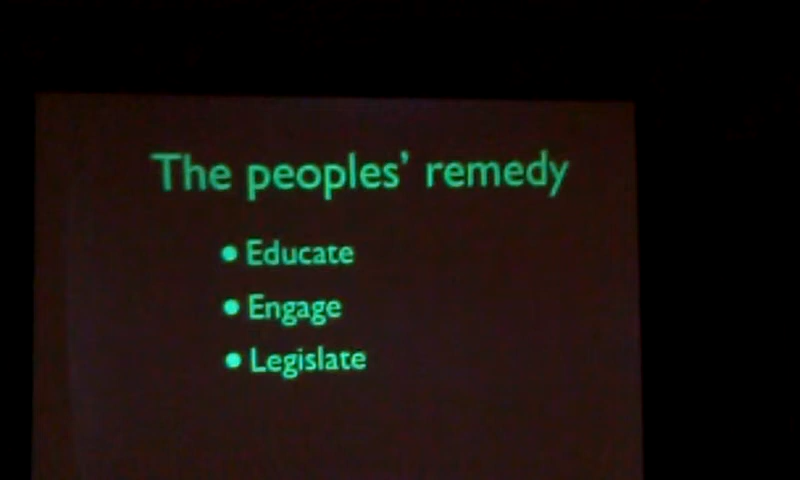 The peoples' remedy
• Educate
• Engage
• Legislate